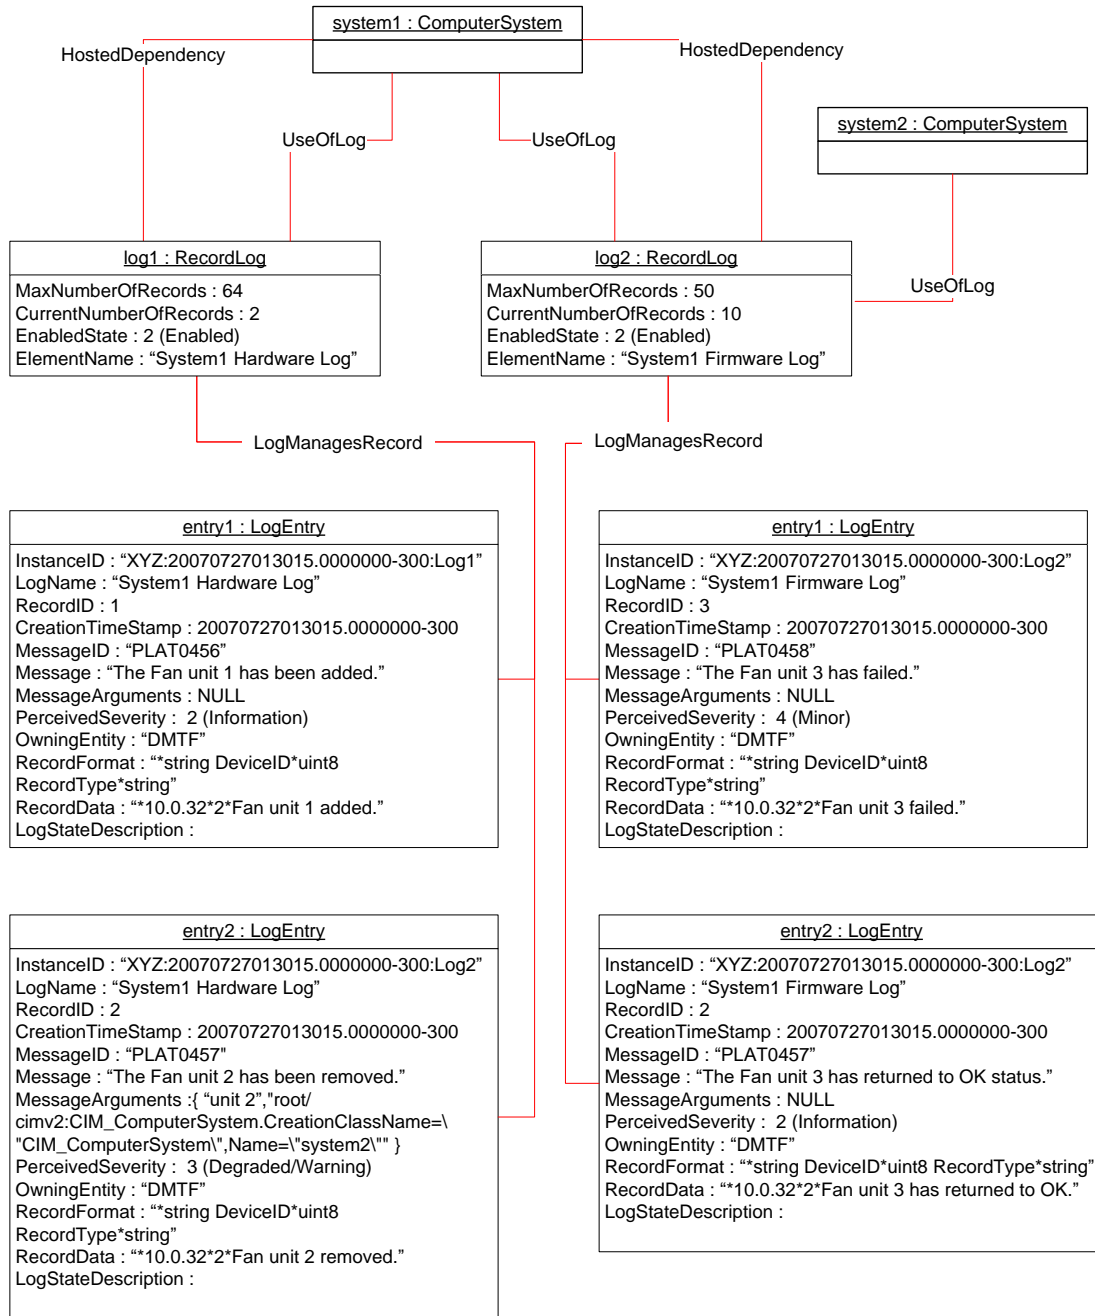 system1 : ComputerSystem
HostedDependency
HostedDependency
UseOfLog
UseOfLog
system2 : ComputerSystem
log1 : RecordLog
MaxNumberOfRecords : 64
CurrentNumberOfRecords : 2
EnabledState : 2 (Enabled)
ElementName : “System1 Hardware Log”
log2 : RecordLog
MaxNumberOfRecords : 50
CurrentNumberOfRecords : 10
EnabledState : 2 (Enabled)
ElementName : “System1 Firmware Log”
UseOfLog
LogManagesRecord
LogManagesRecord
entry1 : LogEntry
InstanceID : “XYZ:20070727013015.0000000-300:Log1”
LogName : “System1 Hardware Log”
RecordID : 1
CreationTimeStamp : 20070727013015.0000000-300
MessageID : “PLAT0456”
Message : “The Fan unit 1 has been added.”
MessageArguments : NULL
PerceivedSeverity :  2 (Information)
OwningEntity : “DMTF”
RecordFormat : “*string DeviceID*uint8
RecordType*string”
RecordData : “*10.0.32*2*Fan unit 1 added.”
LogStateDescription :
entry1 : LogEntry
InstanceID : “XYZ:20070727013015.0000000-300:Log2”
LogName : “System1 Firmware Log”
RecordID : 3
CreationTimeStamp : 20070727013015.0000000-300
MessageID : “PLAT0458”
Message : “The Fan unit 3 has failed.”
MessageArguments : NULL
PerceivedSeverity :  4 (Minor)
OwningEntity : “DMTF”
RecordFormat : “*string DeviceID*uint8
RecordType*string”
RecordData : “*10.0.32*2*Fan unit 3 failed.”
LogStateDescription :
entry2 : LogEntry
InstanceID : “XYZ:20070727013015.0000000-300:Log2”
LogName : “System1 Hardware Log”
RecordID : 2
CreationTimeStamp : 20070727013015.0000000-300
MessageID : “PLAT0457"
Message : “The Fan unit 2 has been removed.”
MessageArguments :{ “unit 2”,"root/
cimv2:CIM_ComputerSystem.CreationClassName=\
"CIM_ComputerSystem\",Name=\"system2\"" }
PerceivedSeverity :  3 (Degraded/Warning)
OwningEntity : “DMTF”
RecordFormat : “*string DeviceID*uint8
RecordType*string”
RecordData : “*10.0.32*2*Fan unit 2 removed.”
LogStateDescription :
entry2 : LogEntry
InstanceID : “XYZ:20070727013015.0000000-300:Log2”
LogName : “System1 Firmware Log”
RecordID : 2
CreationTimeStamp : 20070727013015.0000000-300
MessageID : “PLAT0457”
Message : “The Fan unit 3 has returned to OK status.”
MessageArguments : NULL
PerceivedSeverity :  2 (Information)
OwningEntity : “DMTF”
RecordFormat : “*string DeviceID*uint8 RecordType*string”
RecordData : “*10.0.32*2*Fan unit 3 has returned to OK.”
LogStateDescription :